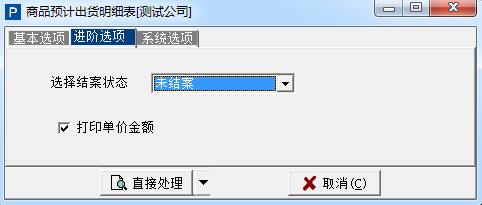 商品预计出货明细表[测试公司]
基本选项 进阶选项 系统选项
选择结案状态 未结案
打印单价金额
直接处理 取消(C)